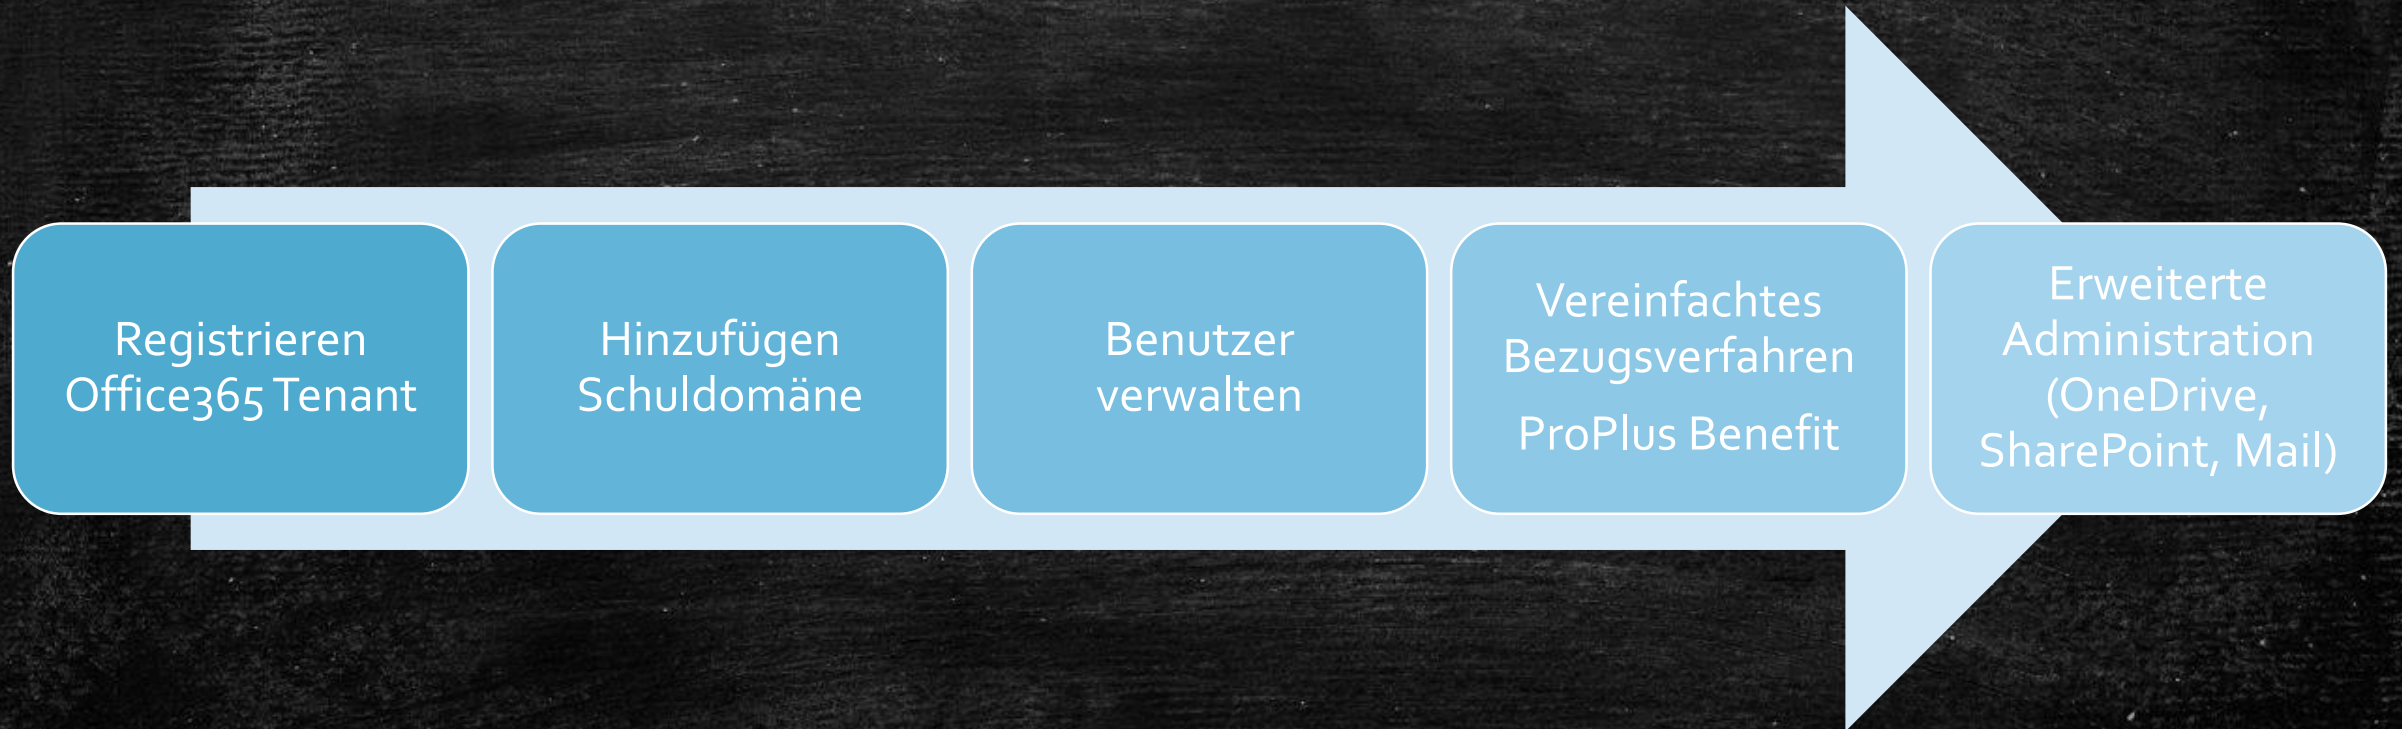 Registrieren
Office365 Tenant
Hinzufügen
Schuldomäne
Benutzer
verwalten
Vereinfachtes
Bezugsverfahren
ProPlus Benefit
Erweiterte
Administration
(OneDrive,
SharePoint, Mail)